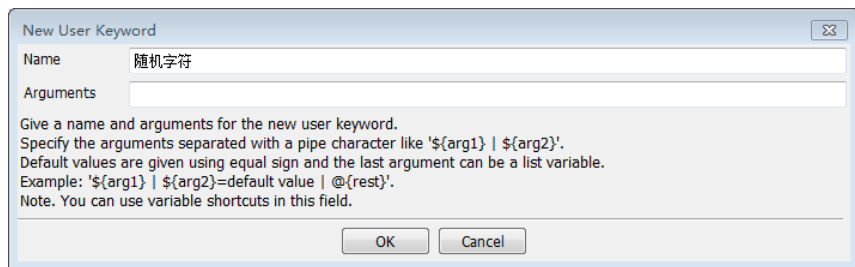 New User Keyword
Name 随机字符
Arguments
Give a name and arguments for the new user keyword.
Specify the arguments separated with a pipe character like '${arg1} | ${arg2}'.
Default values are given using equal sign and the last argument can be a list variable.
Example: '${arg1} | ${arg2}=default value | @{rest}'.
Note. You can use variable shortcuts in this field.
OK Cancel